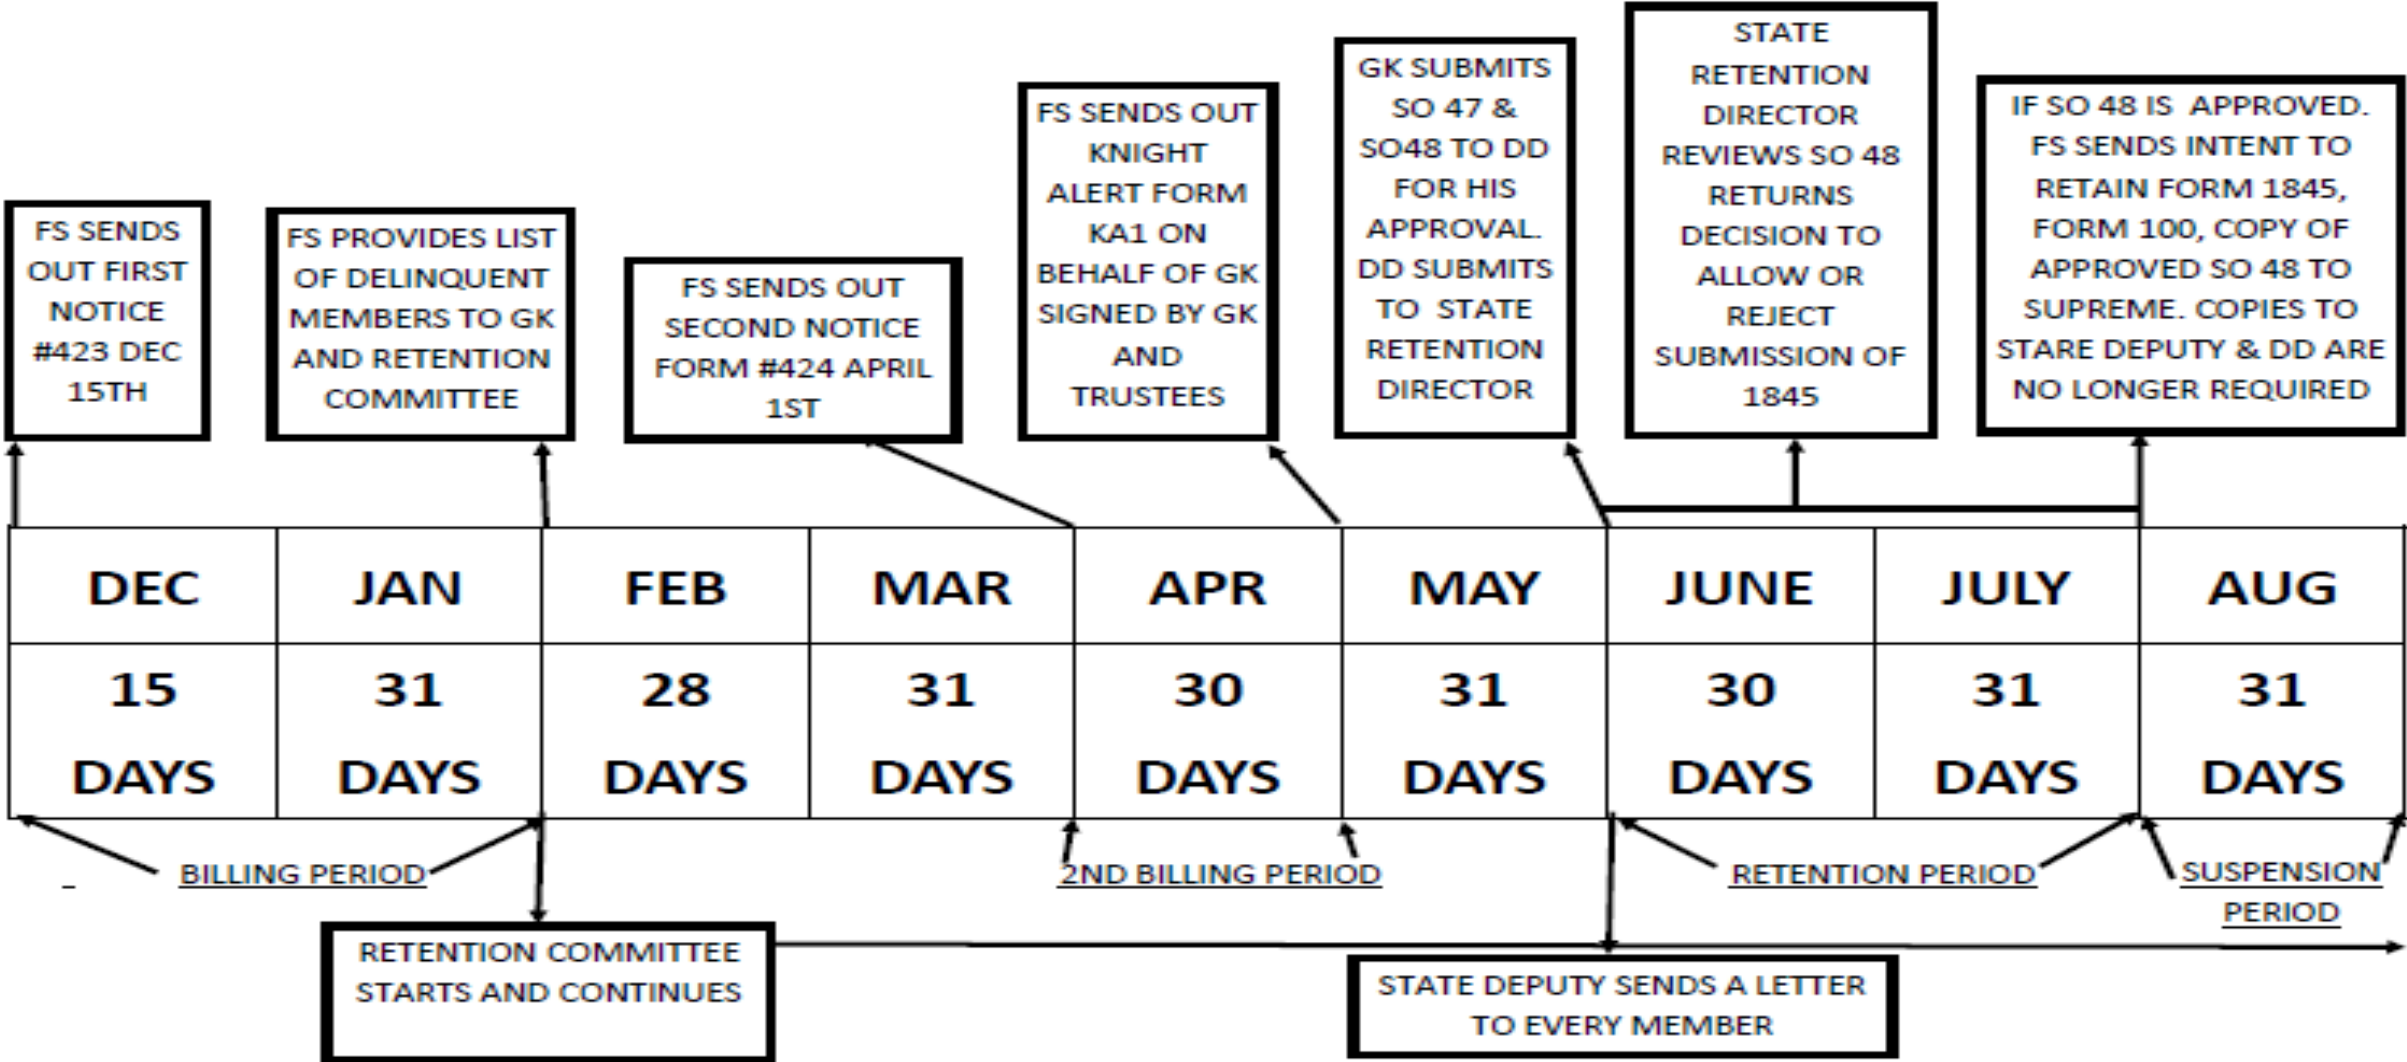 FS SENDS
OUT FIRST
NOTICE
#423 DEC
15TH
FS PROVIDES LIST
OF DELINQUENT
MEMBERS TO GK
AND RETENTION
COMMITTEE
FS SENDS OUT
SECOND NOTICE
FORM #424 APRIL
1ST
FS SENDS OUT
KNIGHT
ALERT FORM
KA1 ON
BEHALF OF GK
SIGNED BY GK
AND
TRUSTEES
GK SUBMITS
SO 47 &
SO48 TO DD
FOR HIS
APPROVAL.
DD SUBMITS
TO STATE
RETENTION
DIRECTOR
STATE
RETENTION
DIRECTOR
REVIEWS SO 48
RETURNS
DECISION TO
ALLOW OR
REJECT
SUBMISSION OF
1845
IF SO 48 IS APPROVED.
FS SENDS INTENT TO
RETAIN FORM 1845,
FORM 100, COPY OF
APPROVED SO 48 TO
SUPREME. COPIES TO
STARE DEPUTY & DD ARE
NO LONGER REQUIRED
DEC JAN FEB MAR APR MAY JUNE JULY AUG
15 31 28 31 30 31 30 31 31
DAYS DAYS DAYS DAYS DAYS DAYS DAYS DAYS DAYS
BILLING PERIOD
2ND BILLING PERIOD
RETENTION PERIOD
SUSPENSION
PERIOD
RETENTION COMMITTEE
STARTS AND CONTINUES
STATE DEPUTY SENDS A LETTER
TO EVERY MEMBER